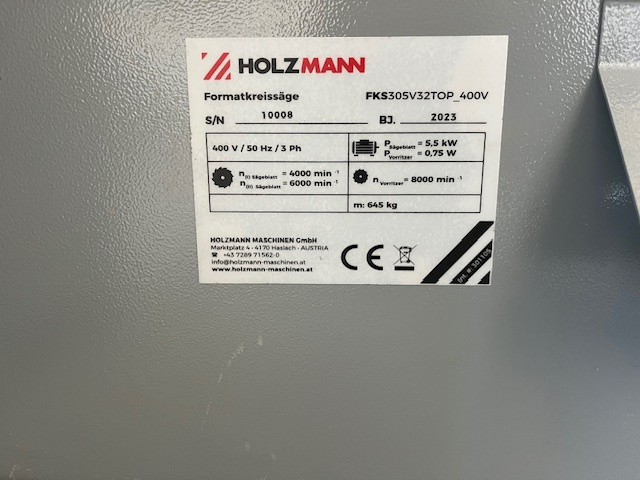 HOLZMANN
Formatkreissäge FKS305V32TOP_400V
S/N 10008 BJ. 2023
400 V / 50 Hz / 3 Ph
P Sägeblatt = 5,5 kW
P Vorritzer = 0,75 W
n(I) Sägeblatt = 4000 min -1
n(II) Sägeblatt = 6000 min -1
n Vorritzer = 8000 min -1
m: 645 kg
HOLZMANN MASCHINEN GmbH
Marktplatz 4 - 4170 Haslach - AUSTRIA
☎ +43 7289 71562-0
info@holzmann-maschinen.at
www.holzmann-maschinen.at
CE
Int. #: 301105